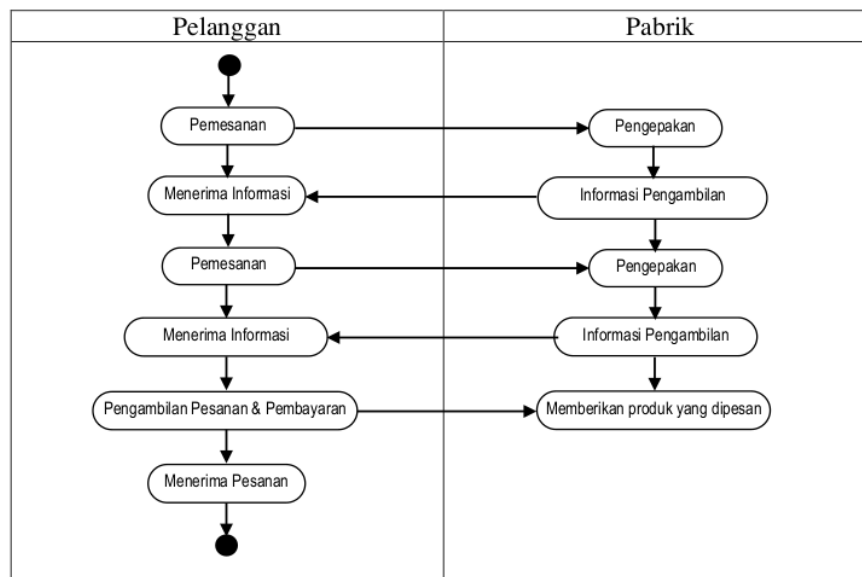 Pelanggan
Pabrik
Pemesanan
Pengepakan
Menerima Informasi
Informasi Pengambilan
Pemesanan
Pengepakan
Menerima Informasi
Informasi Pengambilan
Pengambilan Pesanan & Pembayaran
Memberikan produk yang dipesan
Menerima Pesanan